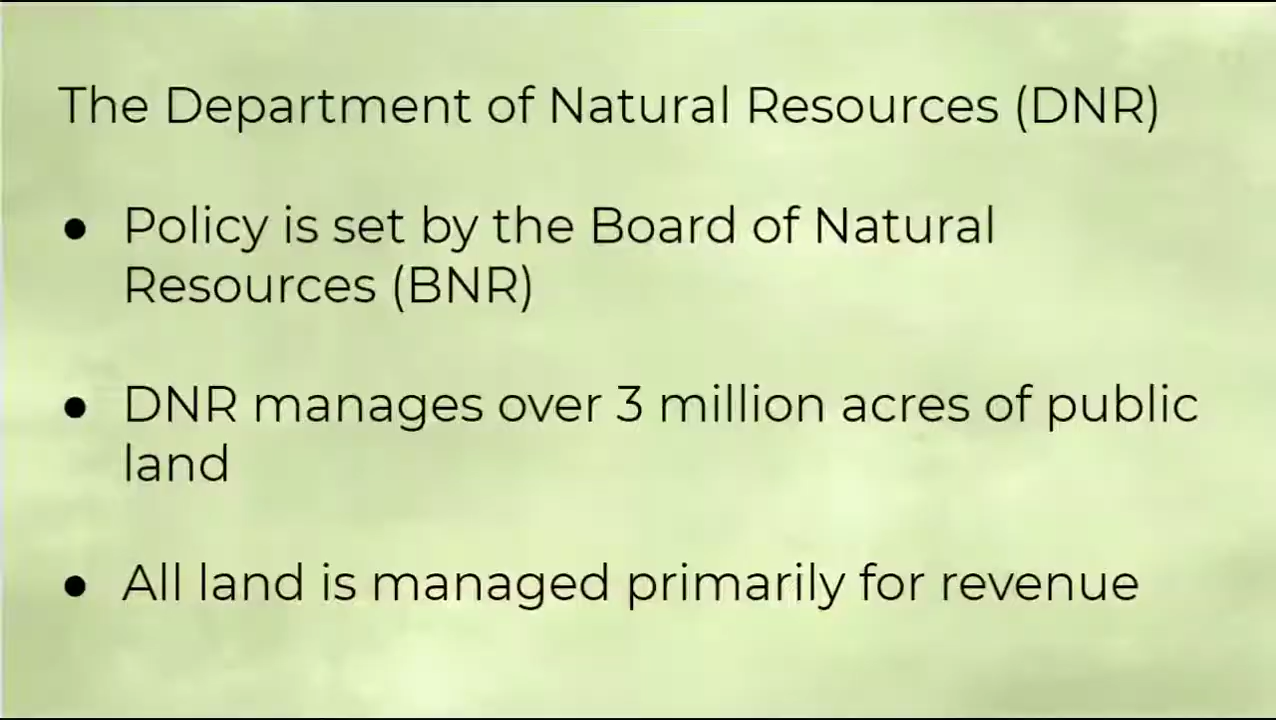 The Department of Natural Resources (DNR)
● Policy is set by the Board of Natural
Resources (BNR)
● DNR manages over 3 million acres of public
land
● All land is managed primarily for revenue